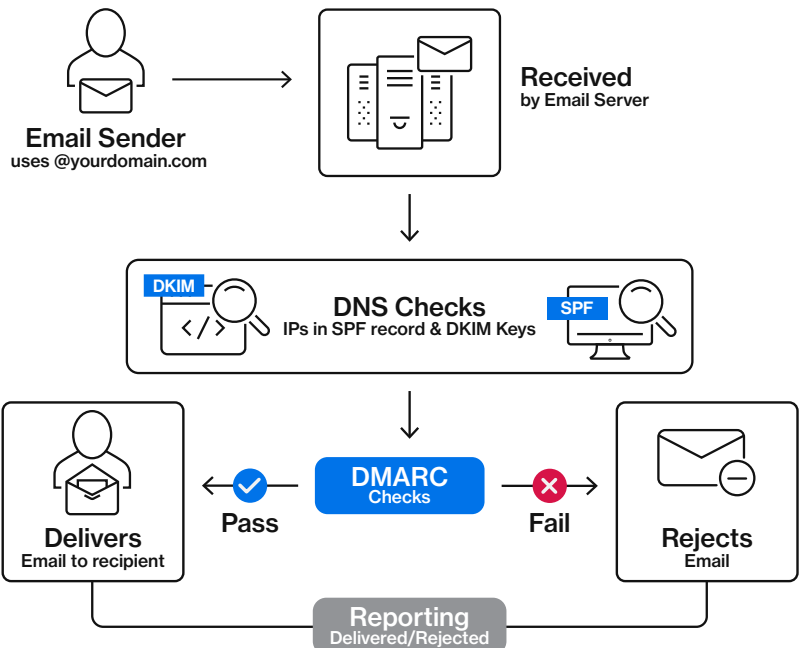 Email Sender
uses @yourdomain.com
Received
by Email Server
DKIM
</>
DNS Checks
IPs in SPF record & DKIM Keys
SPF
DMARC
Checks
Pass
Fail
Delivers
Email to recipient
Rejects
Email
Reporting
Delivered/Rejected